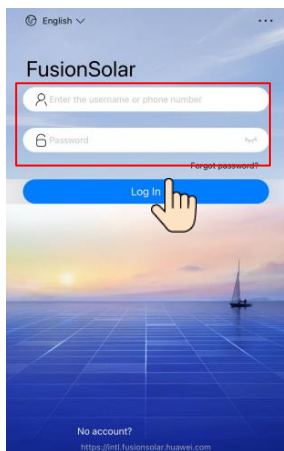 English
FusionSolar
Enter the username or phone number
Password
Forgot password?
Log In
No account?
https://intl.fusionsolar.huawei.com